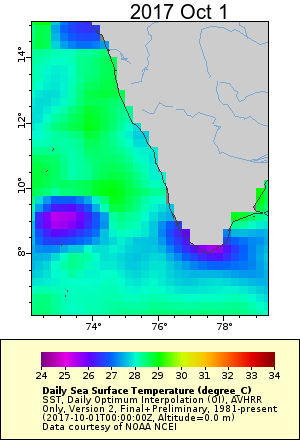 2017 Oct 1
14°
12°
10°
8°
74° 76° 78°
24 25 26 27 28 29 30 31 32 33 34
Daily Sea Surface Temperature (degree_C)
SST, Daily Optimum Interpolation (OI), AVHRR
Only, Version 2, Final+Preliminary, 1981-present
(2017-10-01T00:00:00Z, Altitude=0.0 m)
Data courtesy of NOAA NCEI